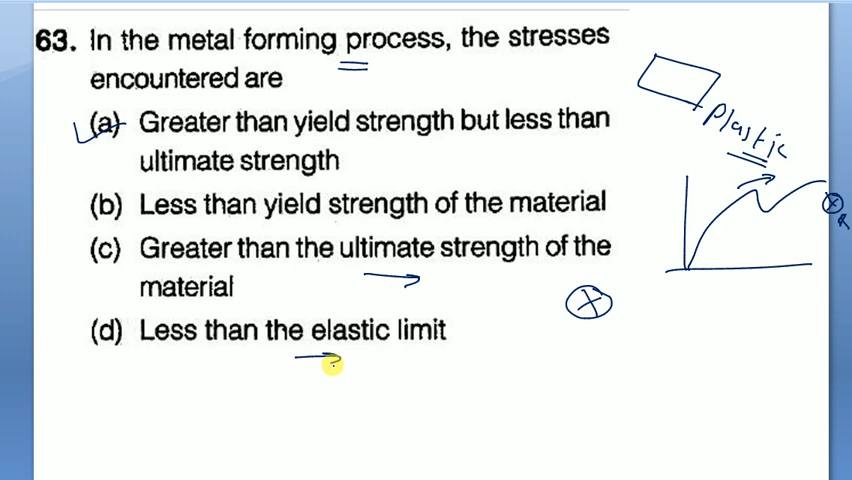 63. In the metal forming process, the stresses
encountered are
(a) Greater than yield strength but less than
ultimate strength
(b) Less than yield strength of the material
(c) Greater than the ultimate strength of the
material
(d) Less than the elastic limit
plastic